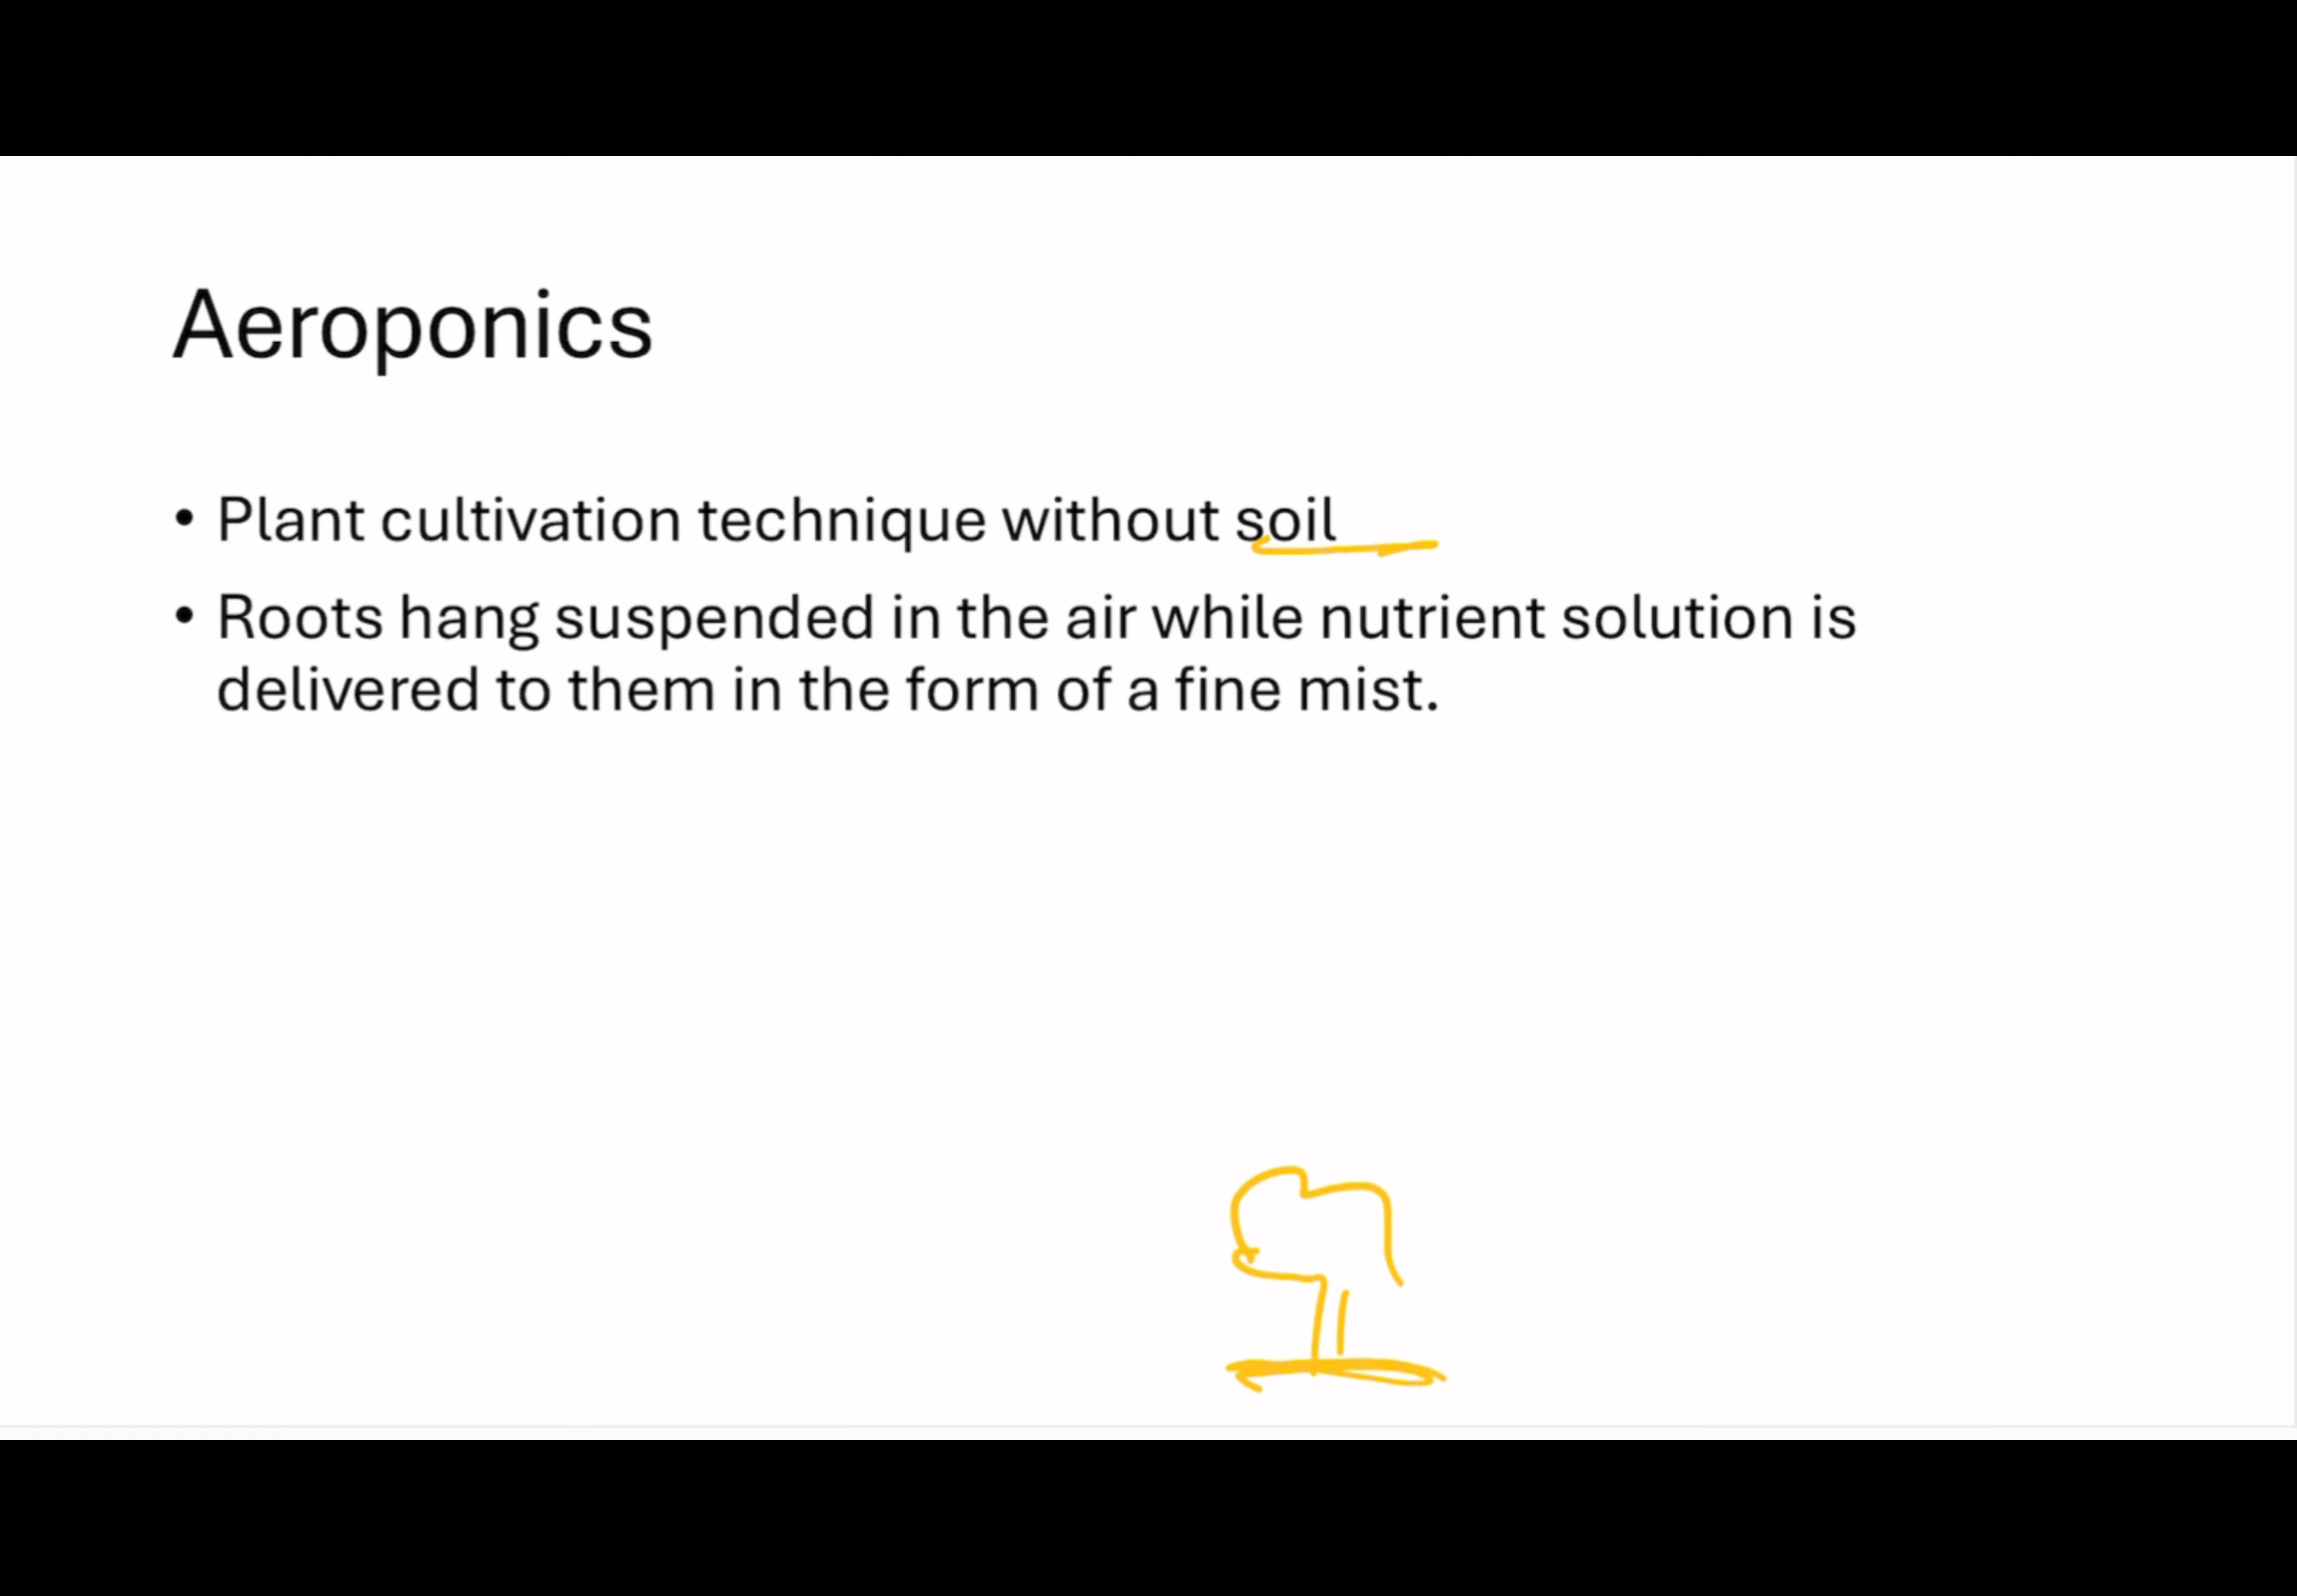 Aeroponics
• Plant cultivation technique without soil
• Roots hang suspended in the air while nutrient solution is
delivered to them in the form of a fine mist.